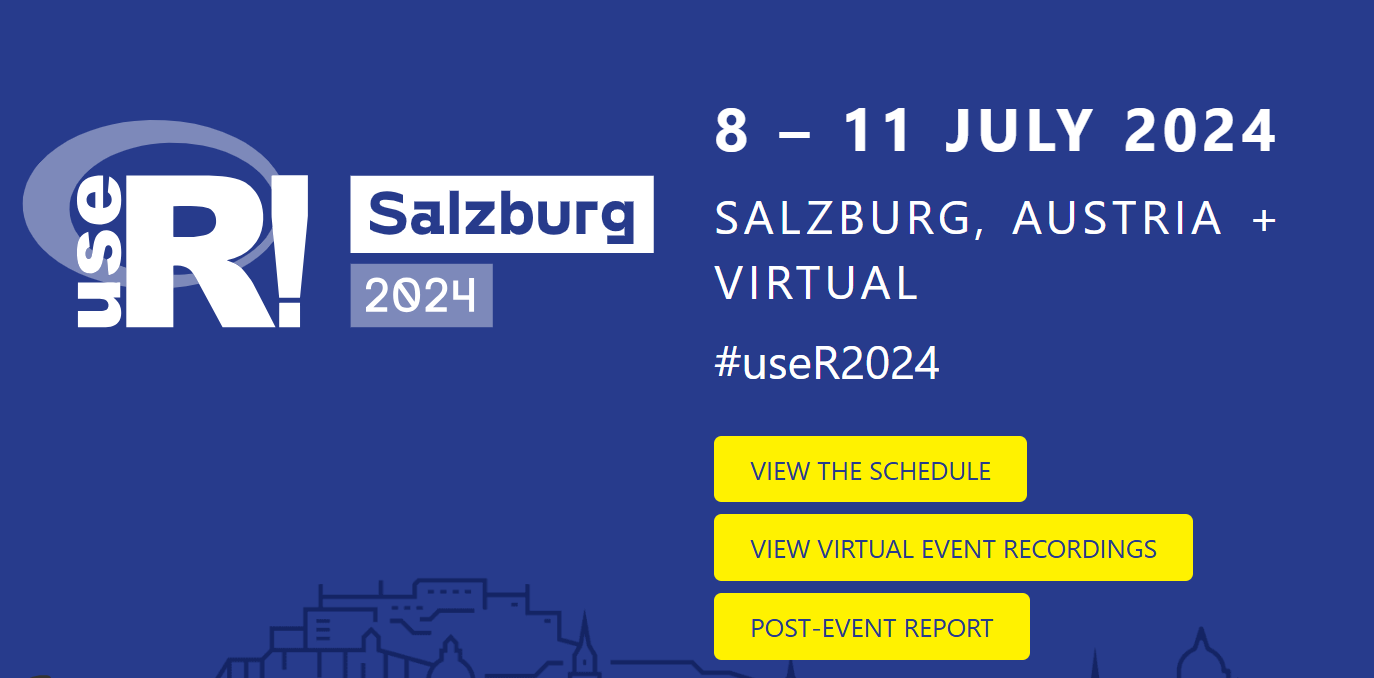 useR!
Salzburg
2024
8 – 11 JULY 2024
SALZBURG, AUSTRIA +
VIRTUAL
#useR2024
VIEW THE SCHEDULE
VIEW VIRTUAL EVENT RECORDINGS
POST-EVENT REPORT